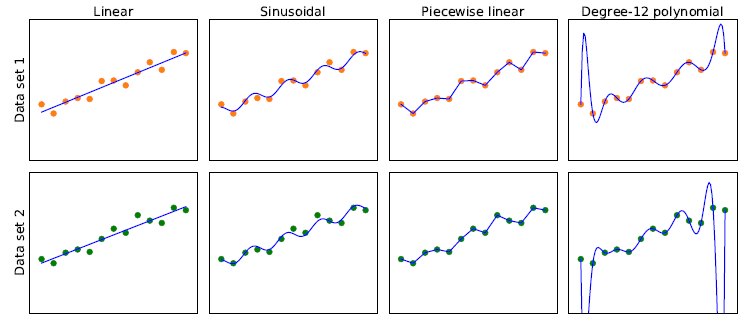 Linear
Sinusoidal
Piecewise linear
Degree-12 polynomial
Data set 1
Data set 2